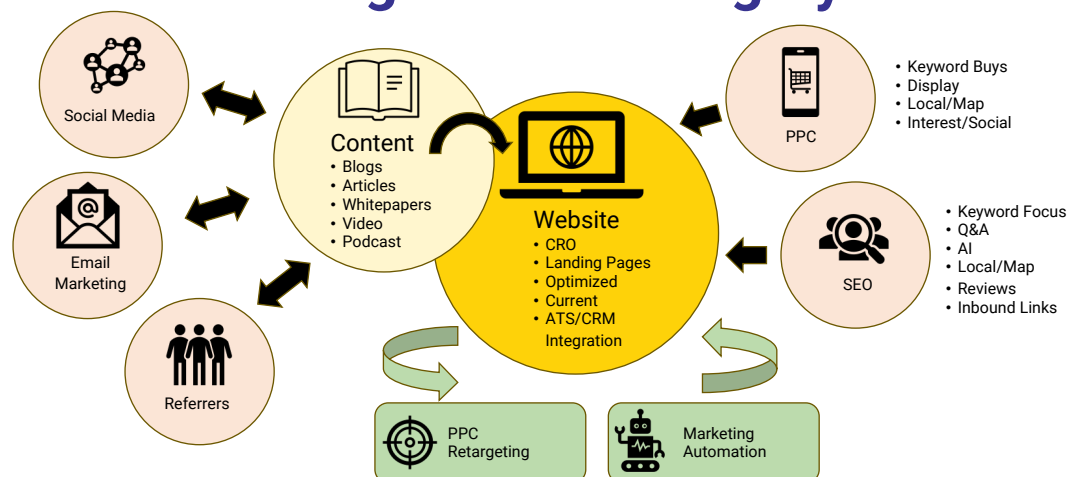 Social Media
Email
Marketing
Referrers
Content
• Blogs
• Articles
• Whitepapers
• Video
• Podcast
Website
• CRO
• Landing Pages
• Optimized
• Current
• ATS/CRM
Integration
PPC
• Keyword Buys
• Display
• Local/Map
• Interest/Social
SEO
• Keyword Focus
• Q&A
• AI
• Local/Map
• Reviews
• Inbound Links
PPC
Retargeting
Marketing
Automation